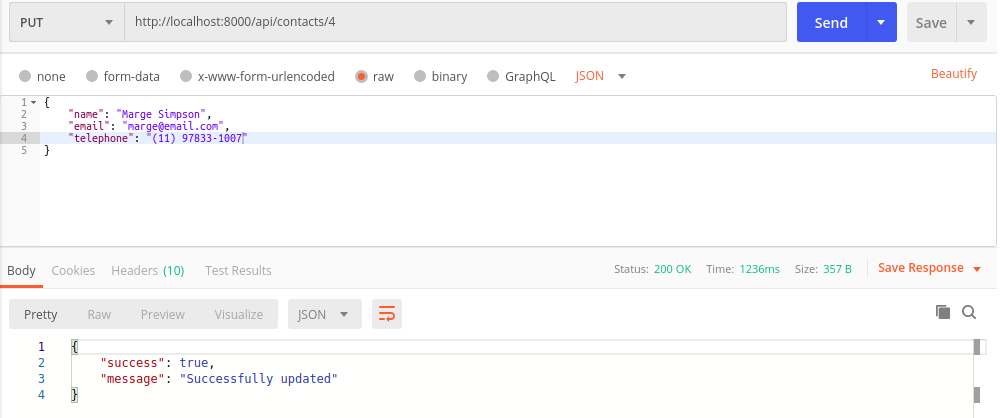 PUT http://localhost:8000/api/contacts/4 Send Save
none form-data x-www-form-urlencoded raw binary GraphQL JSON Beautify
1 {
2 "name": "Marge Simpson",
3 "email": "marge@email.com",
4 "telephone": "(11) 97833-1007"
5 }
Body Cookies Headers (10) Test Results Status: 200 OK Time: 1236ms Size: 357 B Save Response
Pretty Raw Preview Visualize JSON
1 {
2 "success": true,
3 "message": "Successfully updated"
4 }